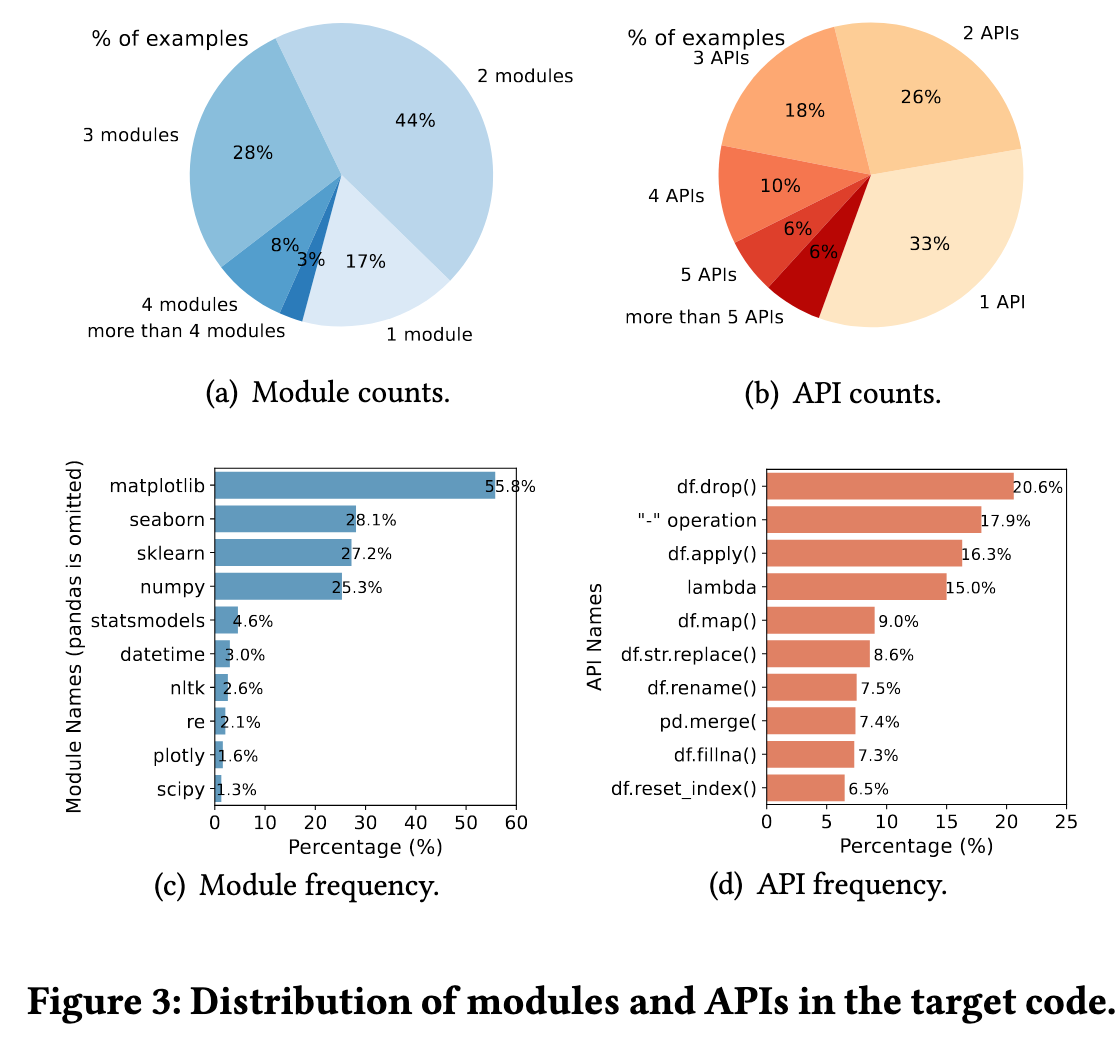 % of examples
2 modules
44%
3 modules
28%
8%
3%
17%
4 modules
more than 4 modules
1 module
(a) Module counts.
% of examples
2 APIs
3 APIs
26%
18%
10%
4 APIs
6%
6%
33%
5 APIs
more than 5 APIs
1 API
(b) API counts.
Module Names (pandas is omitted)
matplotlib 55.8%
seaborn 28.1%
sklearn 27.2%
numpy 25.3%
statsmodels 4.6%
datetime 3.0%
nltk 2.6%
re 2.1%
plotly 1.6%
scipy 1.3%
0 10 20 30 40 50 60
Percentage (%)
(c) Module frequency.
API Names
df.drop() 20.6%
"-" operation 17.9%
df.apply() 16.3%
lambda 15.0%
df.map() 9.0%
df.str.replace() 8.6%
df.rename() 7.5%
pd.merge( 7.4%
df.fillna() 7.3%
df.reset_index() 6.5%
0 5 10 15 20 25
Percentage (%)
(d) API frequency.
Figure 3: Distribution of modules and APIs in the target code.